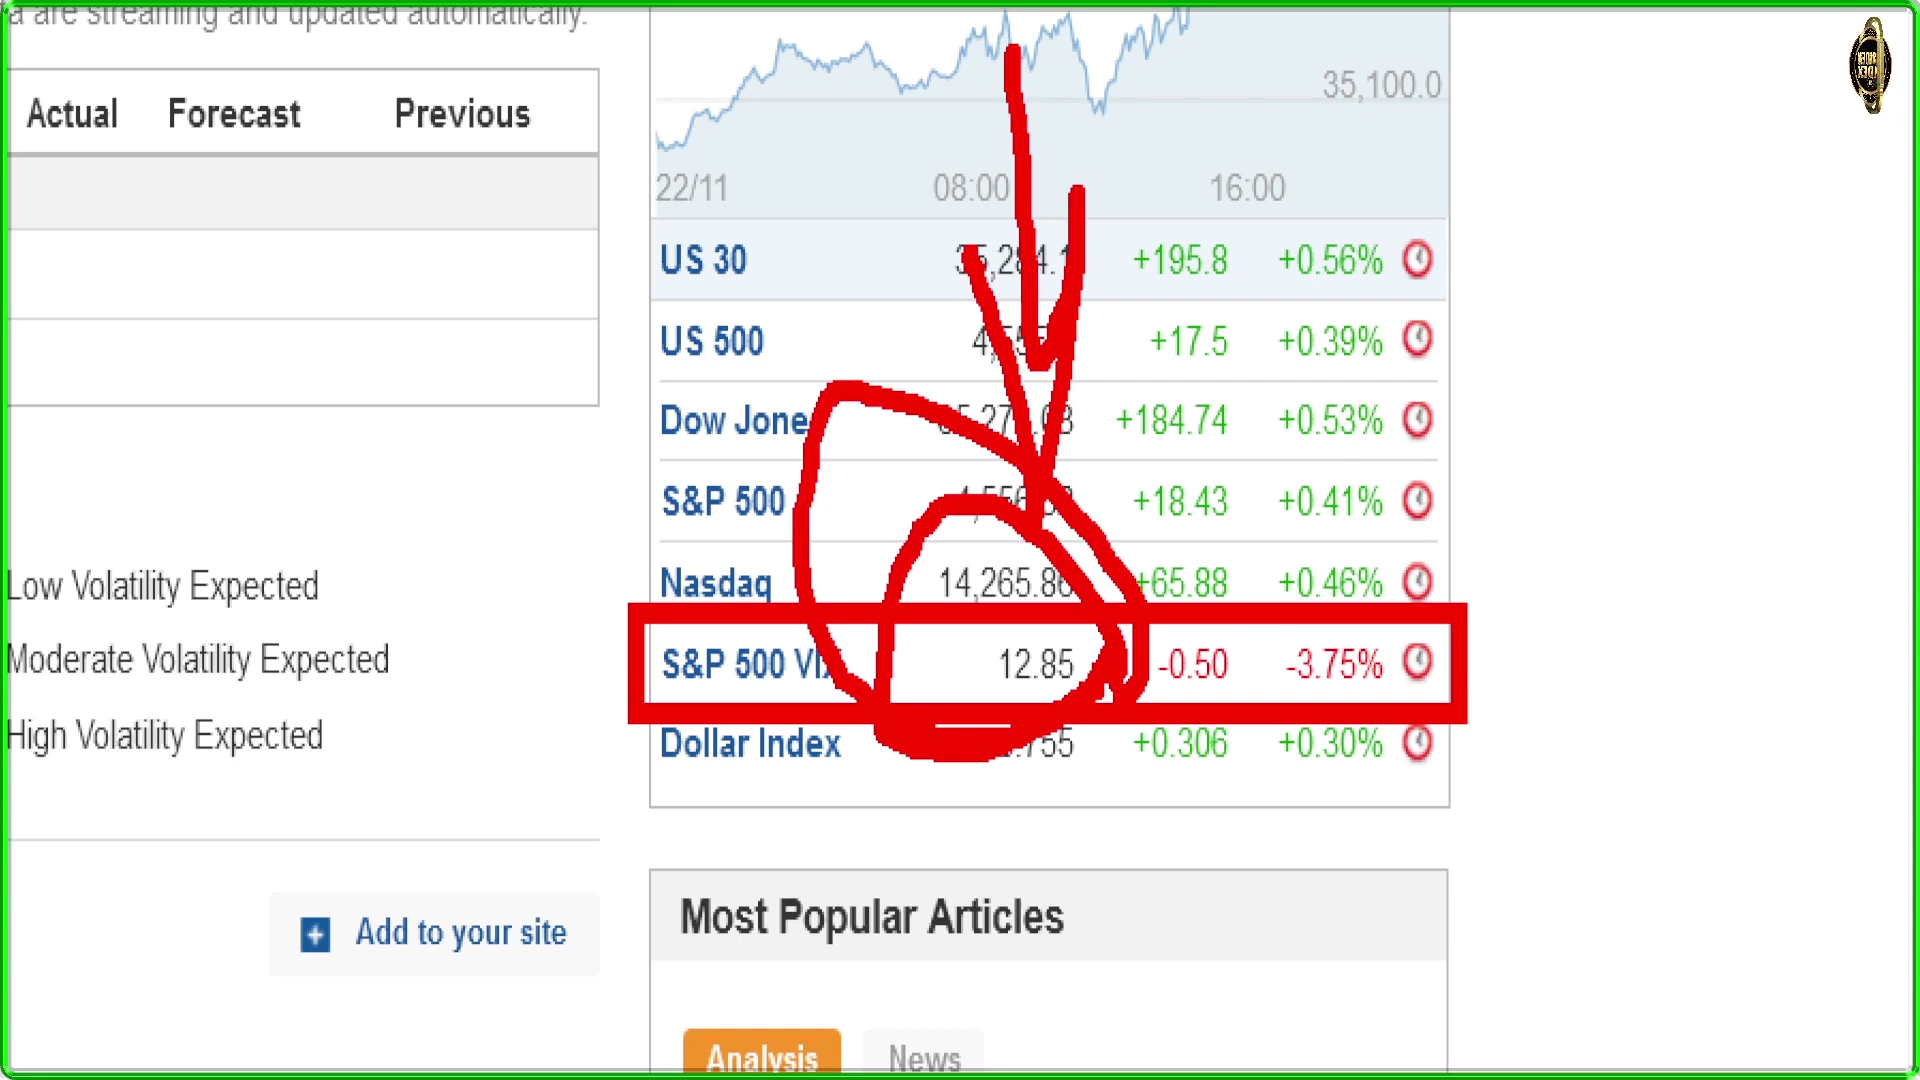 a are streaming and updated automatically.
Actual Forecast Previous
35,100.0
22/11 08:00 16:00
US 30 +195.8 +0.56%
US 500 +17.5 +0.39%
Dow Jone +184.74 +0.53%
S&P 500 +18.43 +0.41%
Nasdaq 14,265.86 +65.88 +0.46%
Low Volatility Expected
S&P 500 VIX 12.85 -0.50 -3.75%
Moderate Volatility Expected
Dollar Index +0.306 +0.30%
High Volatility Expected
Most Popular Articles
Add to your site
Analysis News